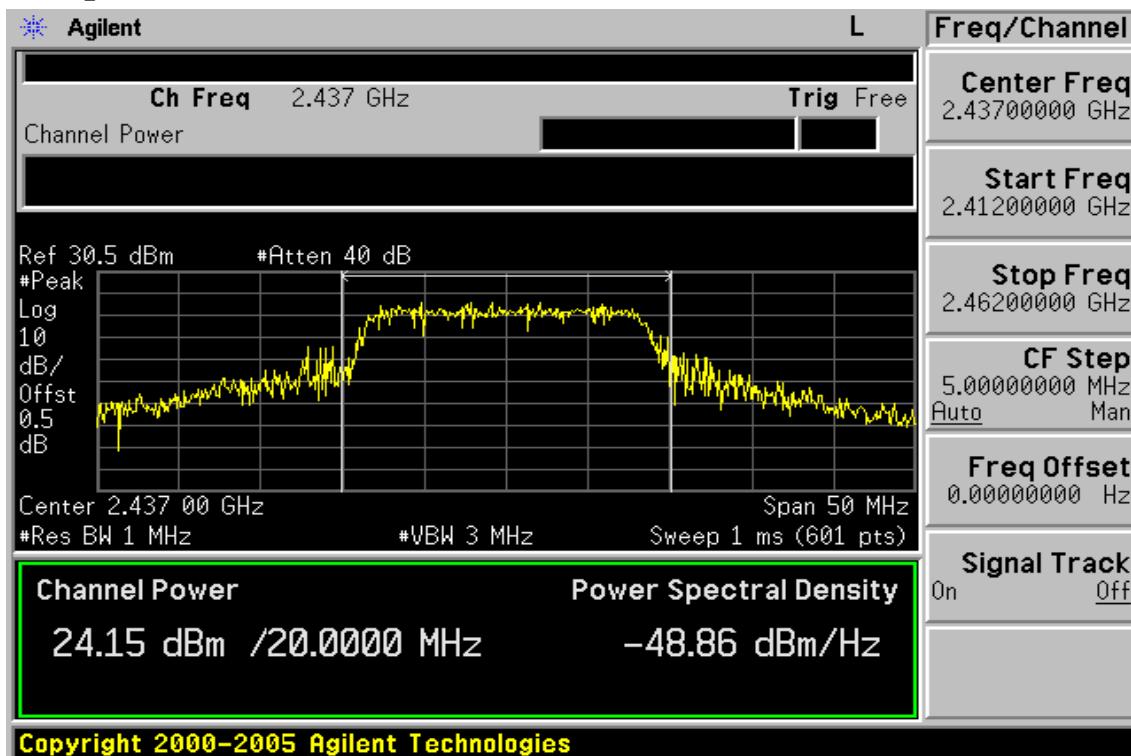 Agilent L
Freq/Channel
Ch Freq 2.437 GHz Trig Free
Channel Power
Center Freq
2.43700000 GHz
Start Freq
2.41200000 GHz
Stop Freq
2.46200000 GHz
CF Step
5.00000000 MHz
Auto Man
Freq Offset
0.00000000 Hz
Signal Track
On Off
Ref 30.5 dBm #Atten 40 dB
#Peak
Log
10
dB/
Offst
0.5
dB
Center 2.437 00 GHz Span 50 MHz
#Res BW 1 MHz #VBW 3 MHz Sweep 1 ms (601 pts)
Channel Power Power Spectral Density
24.15 dBm /20.0000 MHz -48.86 dBm/Hz
Copyright 2000-2005 Agilent Technologies